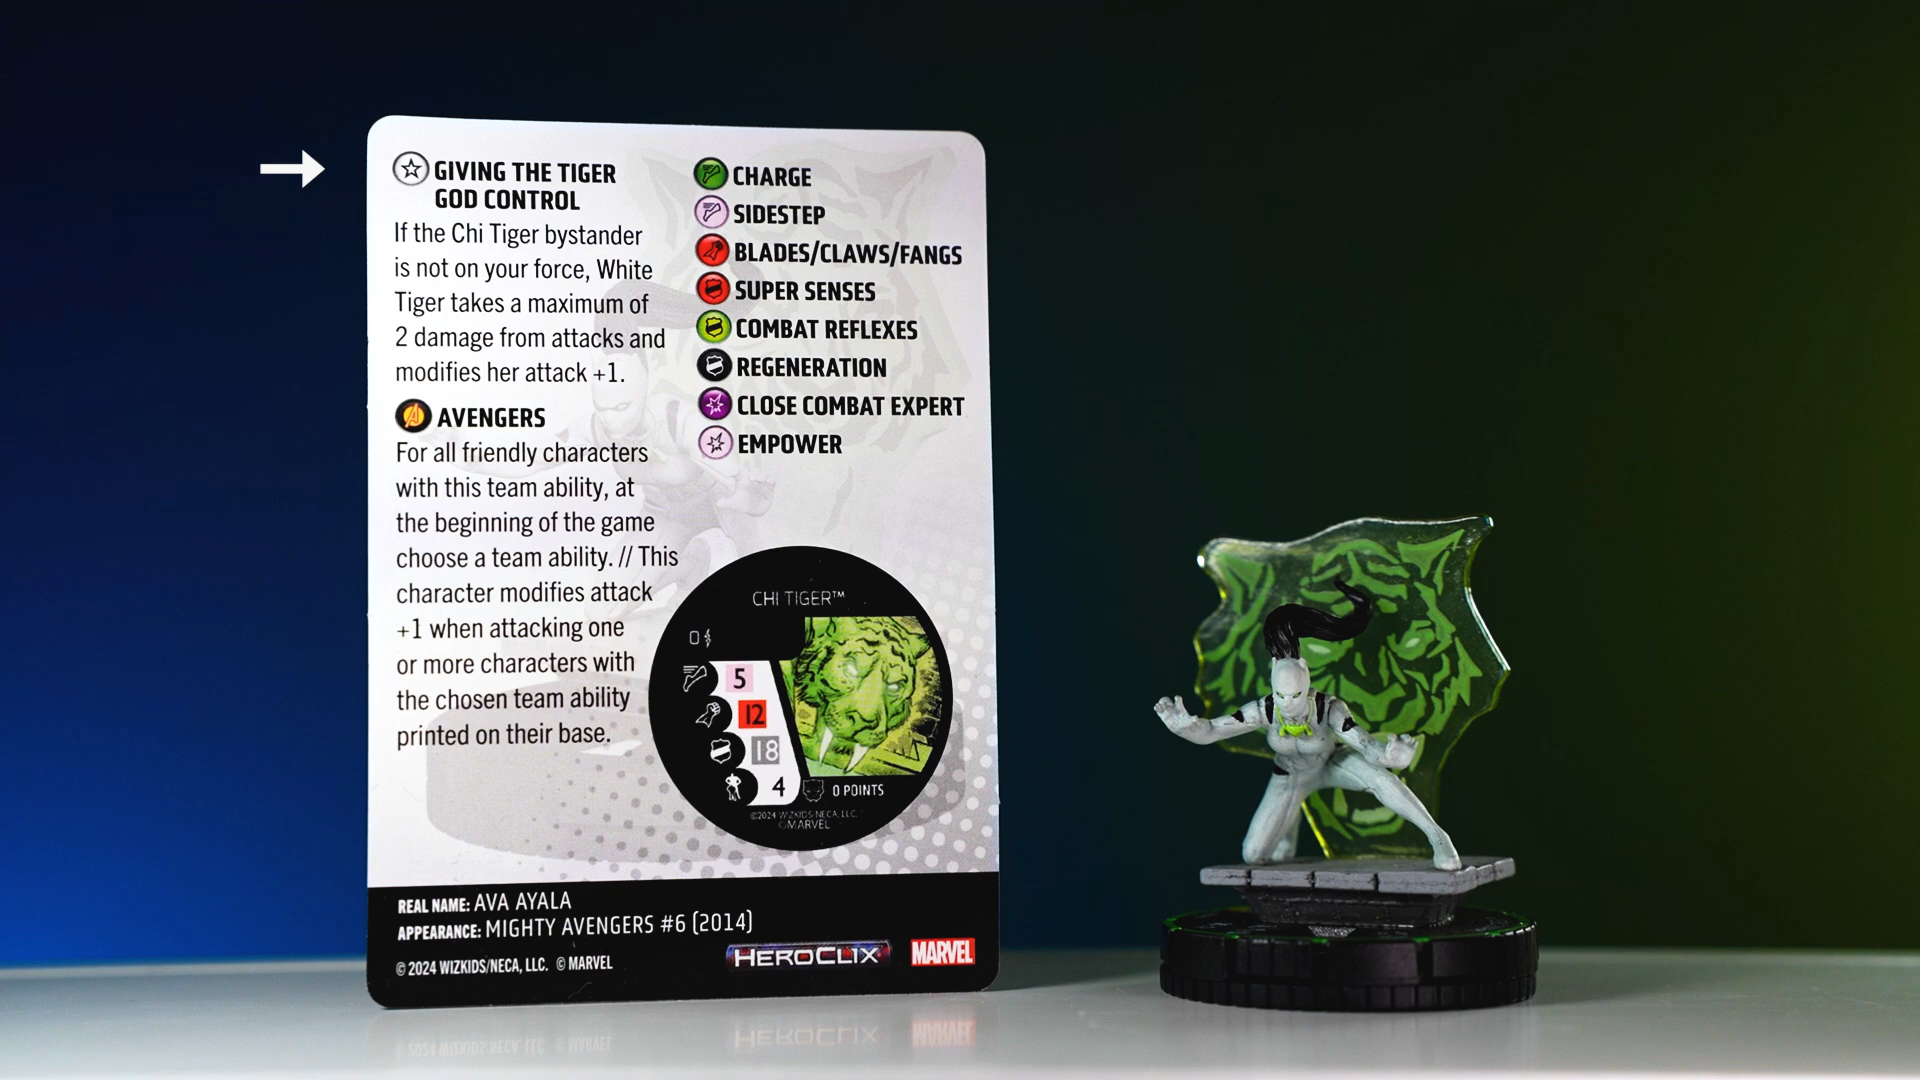 GIVING THE TIGER
GOD CONTROL
If the Chi Tiger bystander
is not on your force, White
Tiger takes a maximum of
2 damage from attacks and
modifies her attack +1.
AVENGERS
For all friendly characters
with this team ability, at
the beginning of the game
choose a team ability. // This
character modifies attack
+1 when attacking one
or more characters with
the chosen team ability
printed on their base.
CHARGE
SIDESTEP
BLADES/CLAWS/FANGS
SUPER SENSES
COMBAT REFLEXES
REGENERATION
CLOSE COMBAT EXPERT
EMPOWER
CHI TIGER™
0
5
12
18
4
0 POINTS
©2024 WIZKIDS/NECA, LLC.
©MARVEL
REAL NAME: AVA AYALA
APPEARANCE: MIGHTY AVENGERS #6 (2014)
© 2024 WIZKIDS/NECA, LLC. © MARVEL
HEROCLIX
MARVEL